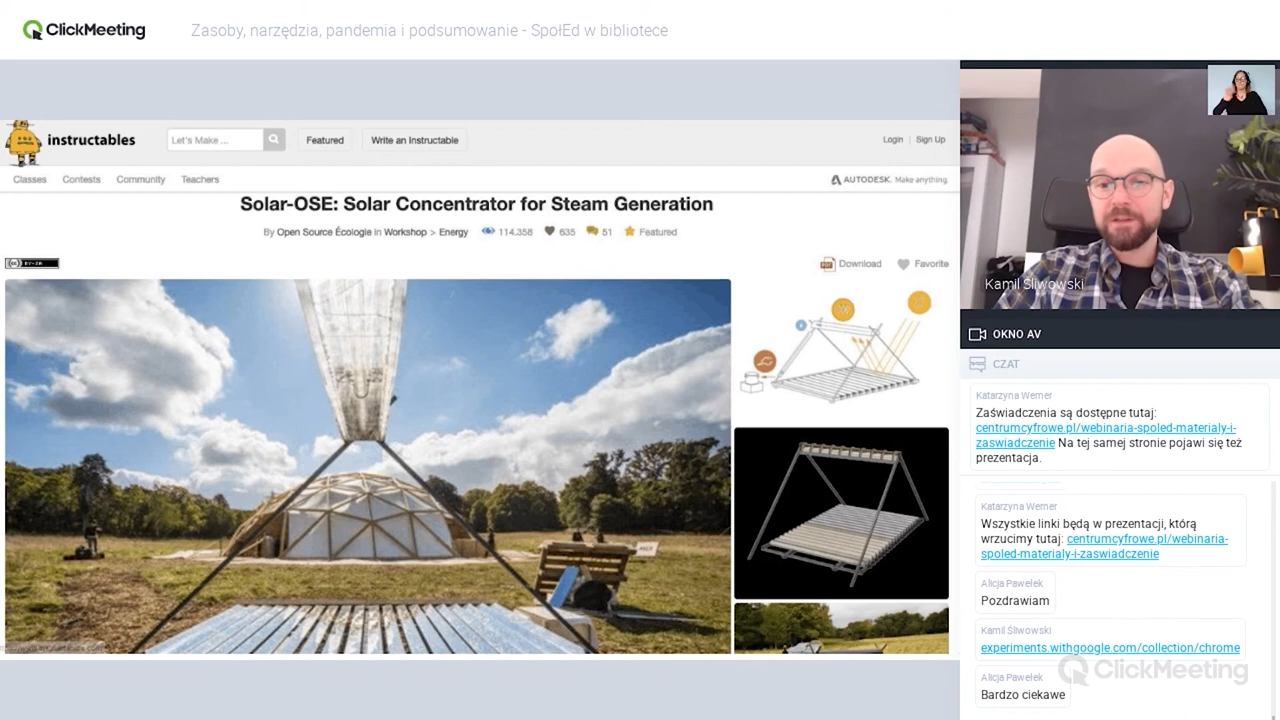 ClickMeeting
Zasoby, narzędzia, pandemia i podsumowanie - SpołEd w bibliotece
instructables
Let's Make ...
Featured
Write an Instructable
Login | Sign Up
Classes
Contests
Community
Teachers
AUTODESK. Make anything.
Solar-OSE: Solar Concentrator for Steam Generation
By Open Source Écologie in Workshop > Energy
114.358
635
51
Featured
Download
Favorite
Kamil Śliwowski
OKNO AV
CZAT
Katarzyna Werner
Zaświadczenia są dostępne tutaj:
centrumcyfrowe.pl/webinaria-spoled-materialy-i-
zaswiadczenie Na tej samej stronie pojawi się też
prezentacja.
Katarzyna Werner
Wszystkie linki będą w prezentacji, którą
wrzucimy tutaj: centrumcyfrowe.pl/webinaria-
spoled-materialy-i-zaswiadczenie
Alicja Pawełek
Pozdrawiam
Kamil Śliwowski
experiments.withgoogle.com/collection/chrome
ClickMeeting
Alicja Pawełek
Bardzo ciekawe